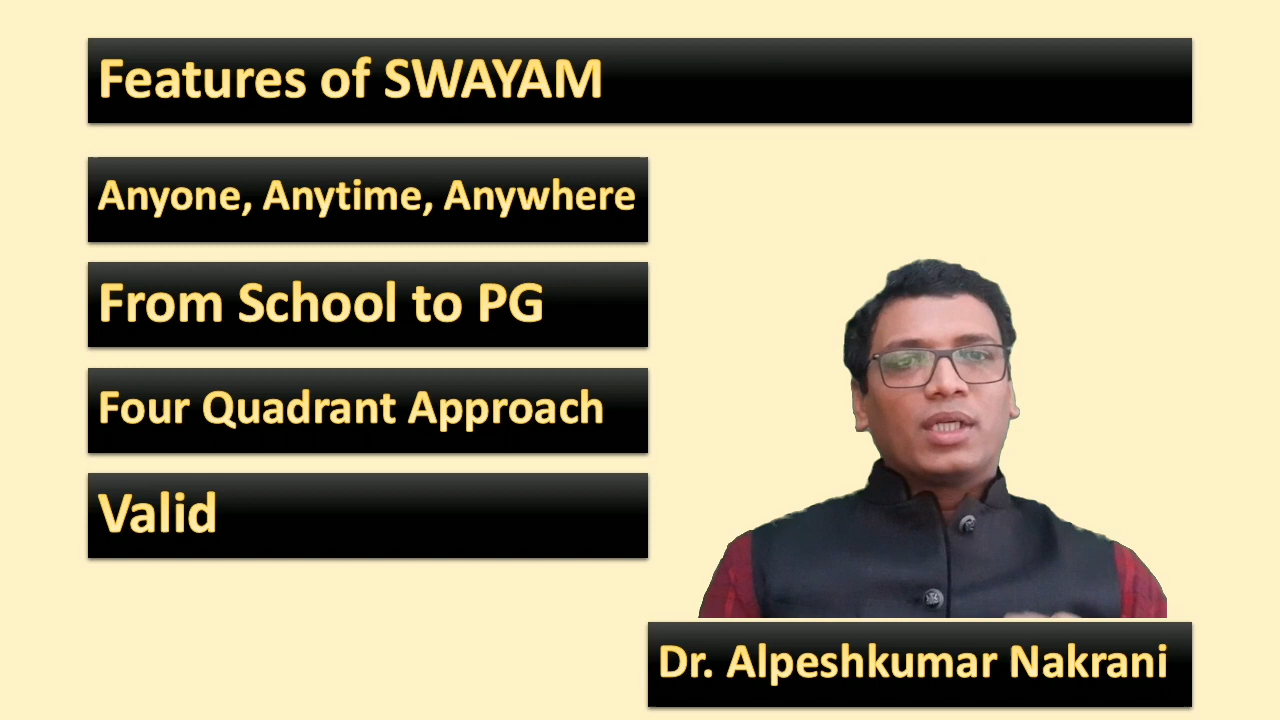 Features of SWAYAM
Anyone, Anytime, Anywhere
From School to PG
Four Quadrant Approach
Valid
Dr. Alpeshkumar Nakrani